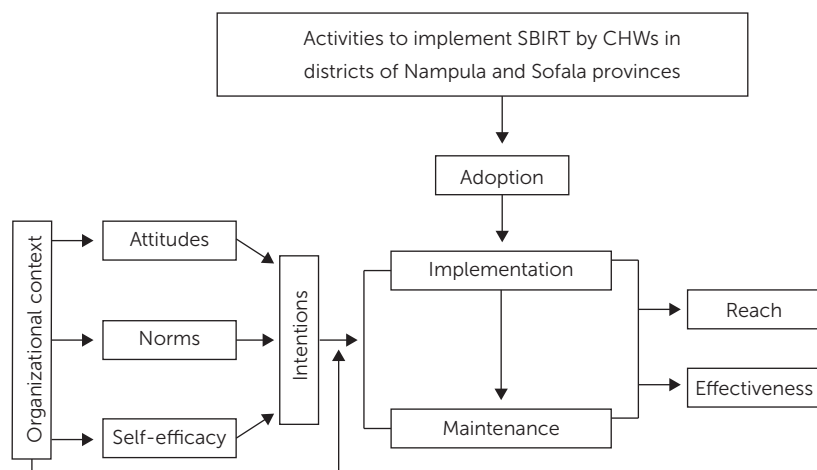 Activities to implement SBIRT by CHWs in
districts of Nampula and Sofala provinces
Adoption
Organizational context
Attitudes
Norms
Self-efficacy
Intentions
Implementation
Maintenance
Reach
Effectiveness